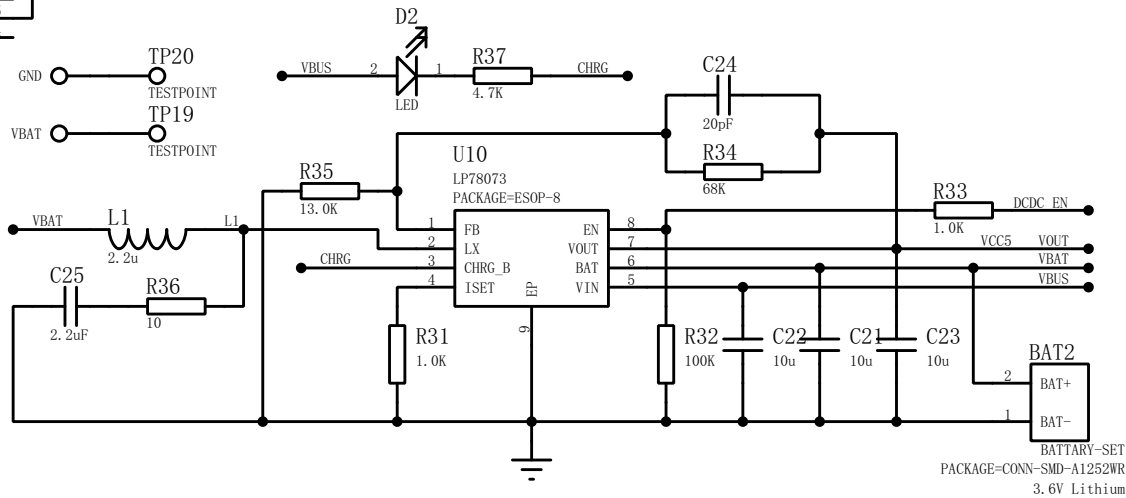 D2
GND
TP20
TESTPOINT
VBUS
2
1
LED
R37
4.7K
CHRG
C24
20pF
VBAT
TP19
TESTPOINT
R34
68K
U10
LP78073
PACKAGE=ESOP-8
R35
13.0K
R33
1.0K
DCDC_EN
VBAT
L1
2.2u
L1
1
FB
EN
8
2
LX
VOUT
7
VCC5
VOUT
CHRG
3
CHRG_B
BAT
6
VBAT
4
ISET
EP
VIN
5
VBUS
9
C25
2.2uF
R36
10
R31
1.0K
R32
100K
C22
10u
C21
10u
C23
10u
BAT2
2
BAT+
1
BAT-
BATTARY-SET
PACKAGE=CONN-SMD-A1252WR
3.6V Lithium